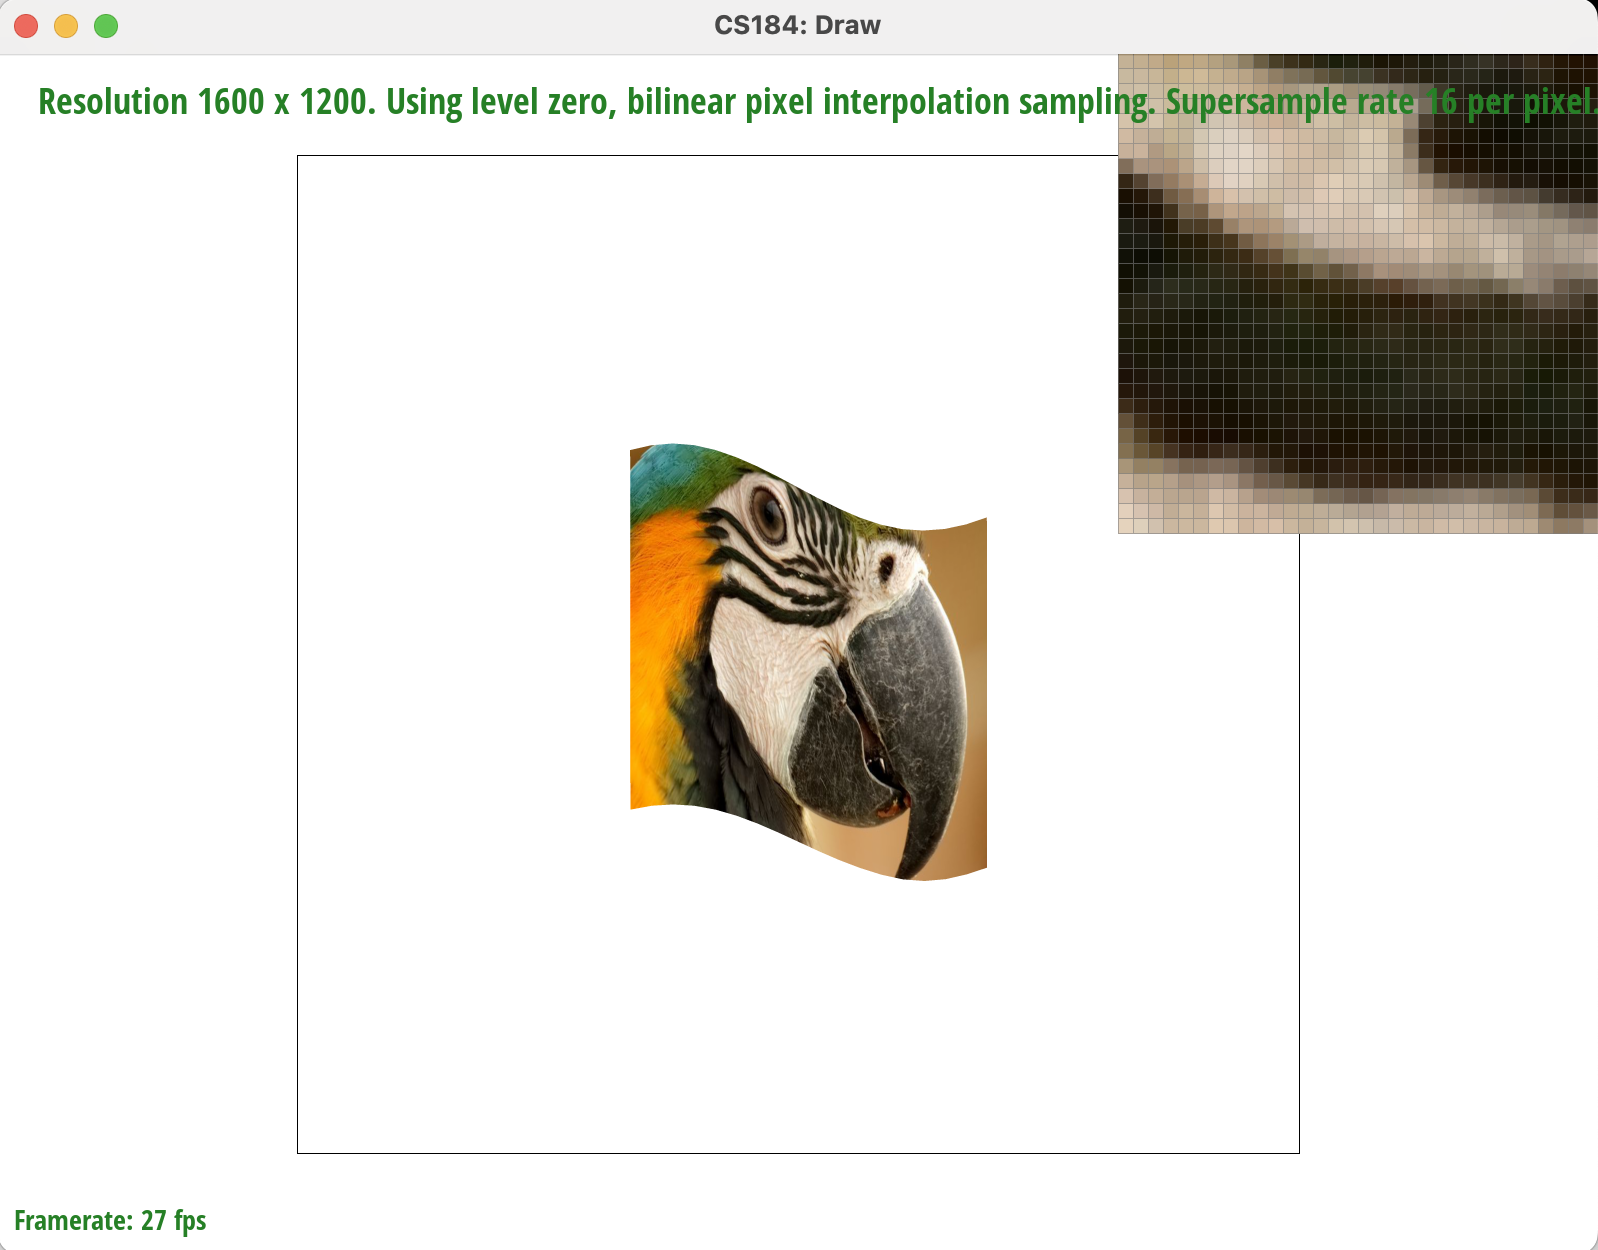 CS184: Draw
Resolution 1600 x 1200. Using level zero, bilinear pixel interpolation sampling. Supersample rate 16 per pixel.
Framerate: 27 fps